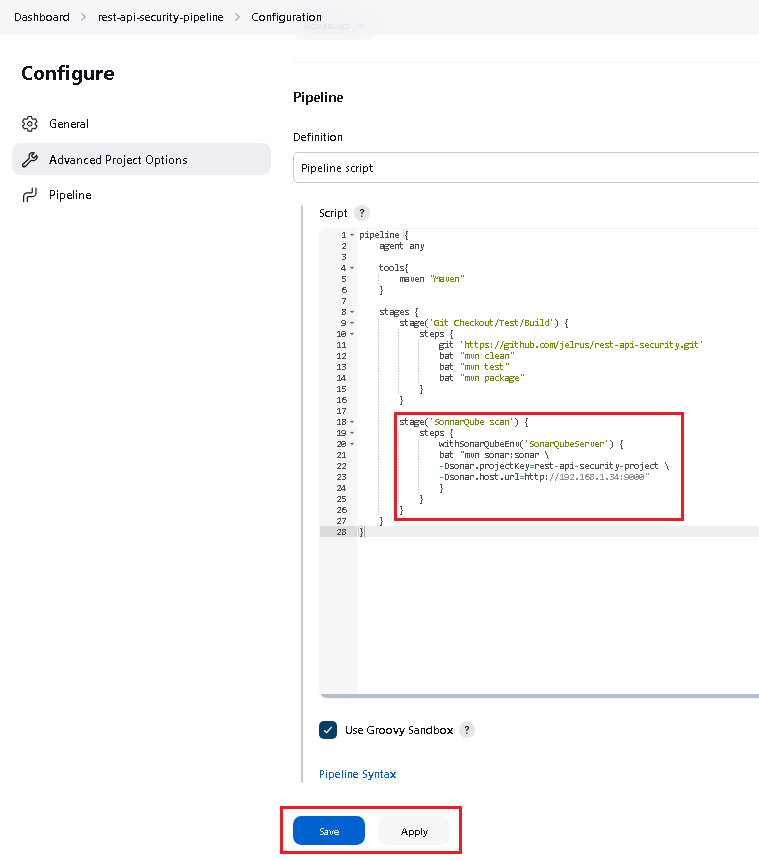 Dashboard > rest-api-security-pipeline > Configuration
Advanced
Configure
General
Advanced Project Options
Pipeline
Pipeline
Definition
Pipeline script
Script ?
1 pipeline {
2 agent any
3
4 tools{
5 maven "Maven"
6 }
7
8 stages {
9 stage('Git Checkout/Test/Build') {
10 steps {
11 git 'https://github.com/jelrus/rest-api-security.git'
12 bat "mvn clean"
13 bat "mvn test"
14 bat "mvn package"
15 }
16 }
17
18 stage('SonnarQube scan') {
19 steps {
20 withSonarQubeEnv('SonarQubeServer') {
21 bat "mvn sonar:sonar \
22 -Dsonar.projectKey=rest-api-security-project \
23 -Dsonar.host.url=http://192.168.1.34:9000"
24 }
25 }
26 }
27 }
28 }
Use Groovy Sandbox ?
Pipeline Syntax
Save
Apply